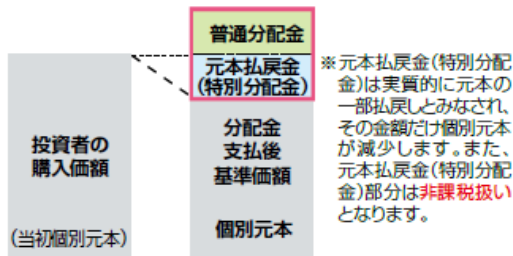 普通分配金
元本払戻金
(特別分配金)
投資者の
購入価額
(当初個別元本)
分配金
支払後
基準価額
個別元本
※元本払戻金(特別分配
金)は実質的に元本の
一部払戻しとみなされ、
その金額だけ個別元本
が減少します。また、
元本払戻金(特別分配
金)部分は非課税扱い
となります。